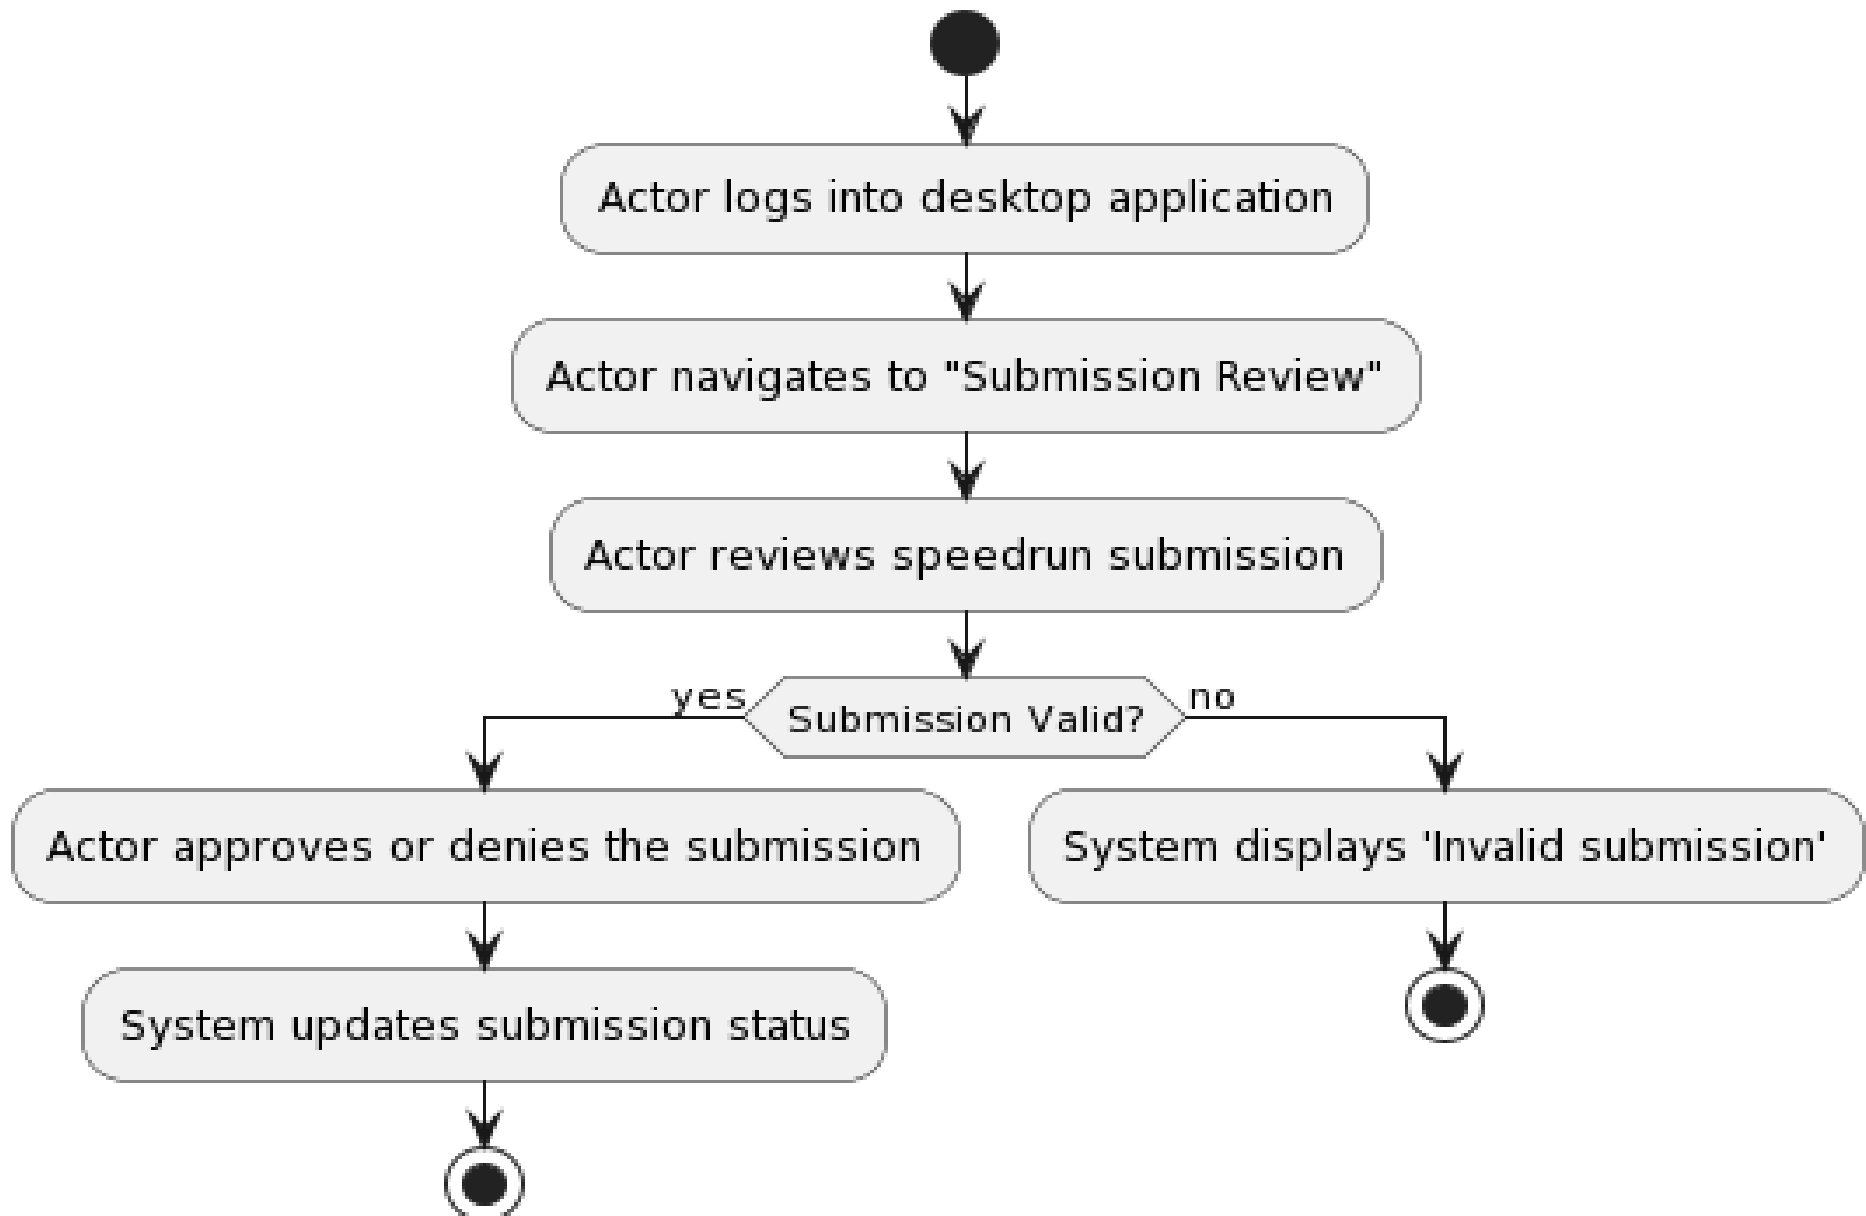 Actor logs into desktop application
Actor navigates to "Submission Review"
Actor reviews speedrun submission
yes
Submission Valid?
no
Actor approves or denies the submission
System displays 'Invalid submission'
System updates submission status